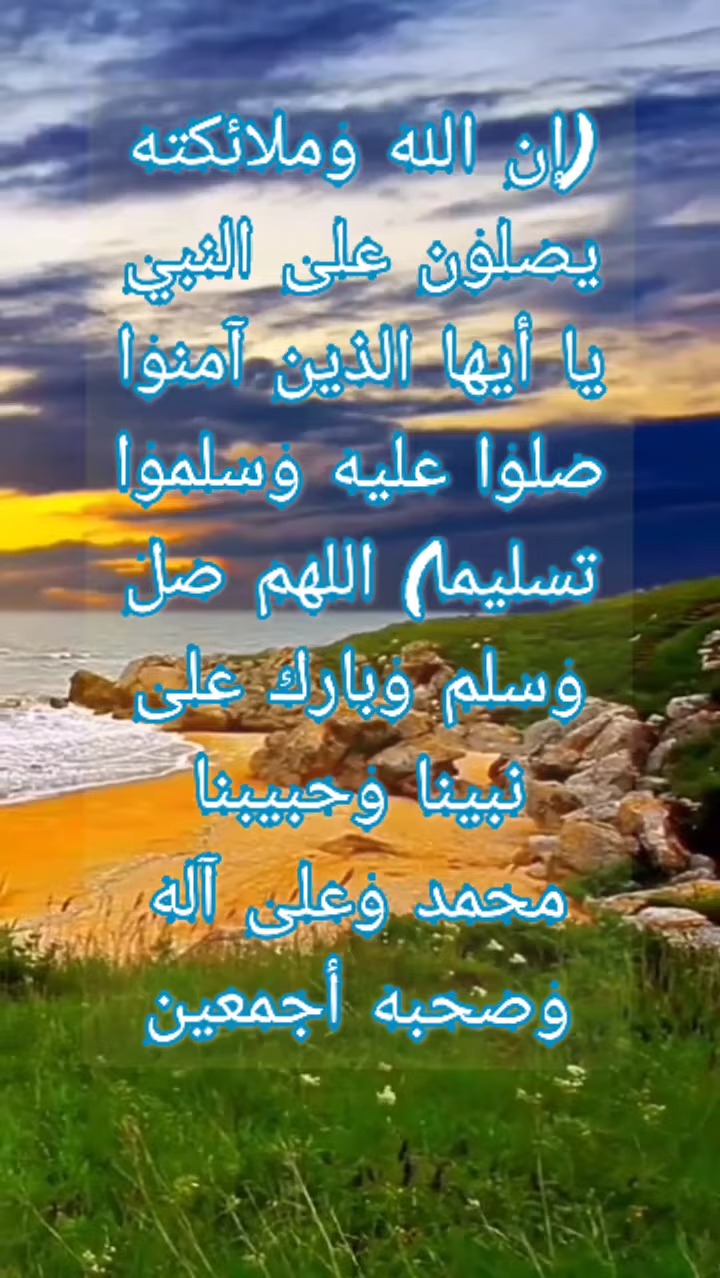 (إن الله وملائكته
يصلون على النبي
يا أيها الذين آمنوا
صلوا عليه وسلموا
تسليما) اللهم صل
وسلم وبارك على
نبينا وحبيبنا
محمد وعلى آله
وصحبه أجمعين